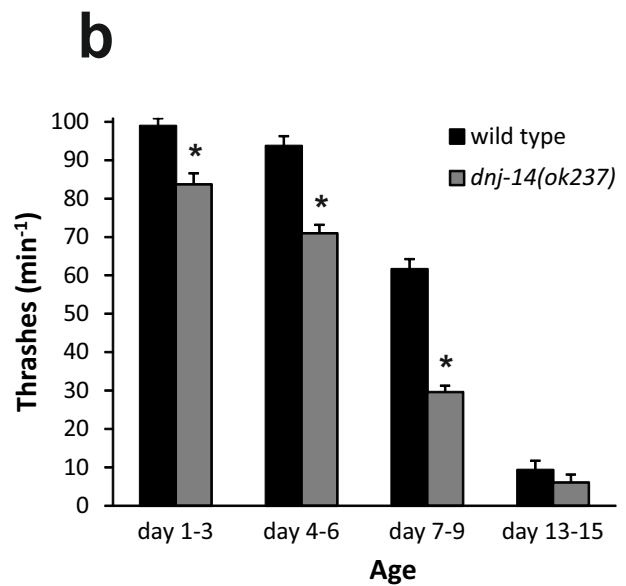 b
100
90
80
70
60
50
40
30
20
10
0
Thrashes (min⁻¹)
wild type
dnj-14(ok237)
*
*
*
day 1-3 day 4-6 day 7-9 day 13-15
Age